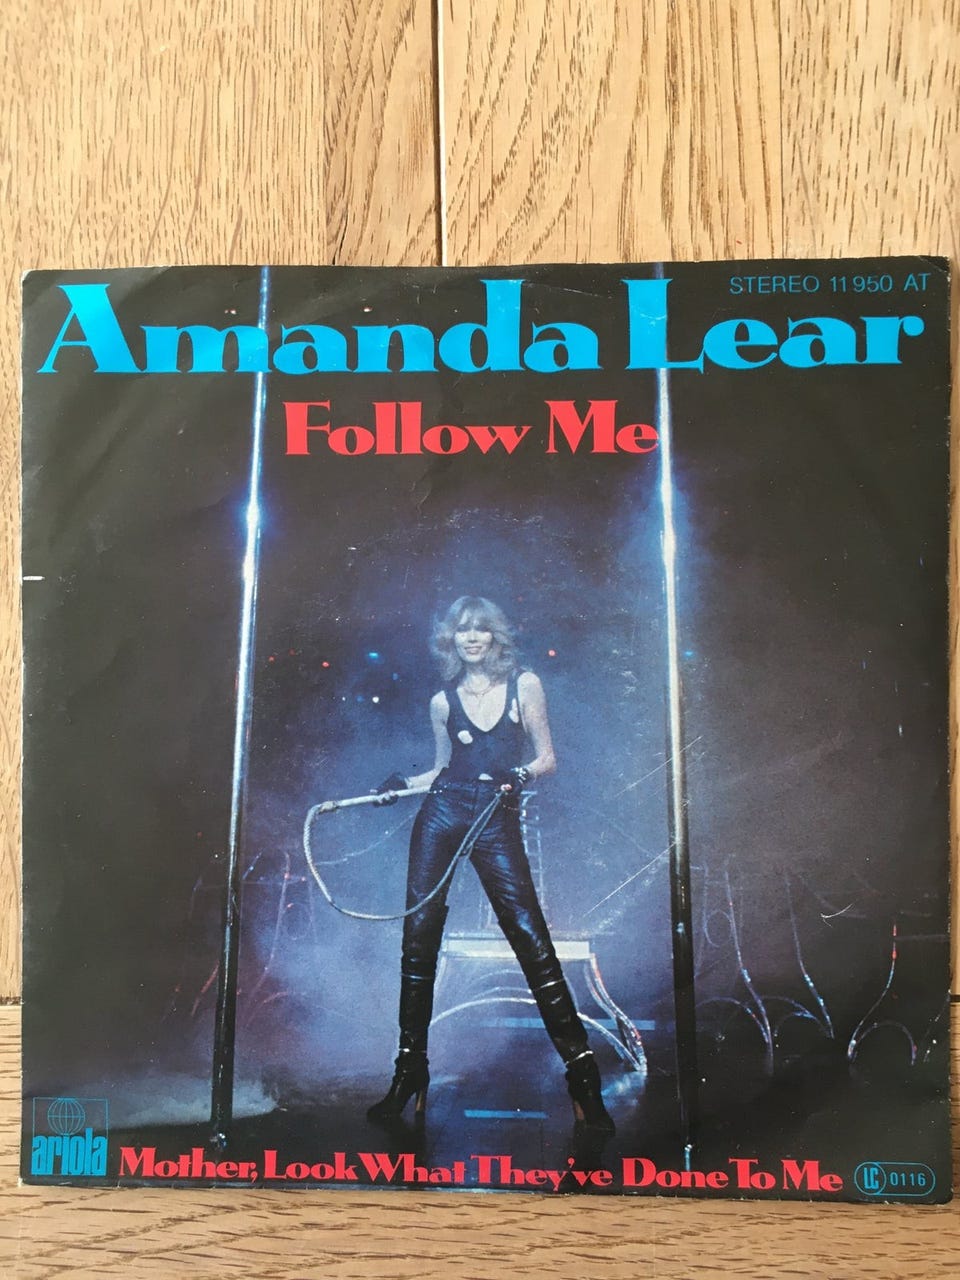 STEREO 11 950 AT
Amanda Lear
Follow Me
ariola
Mother, Look What They've Done To Me
LC 0116